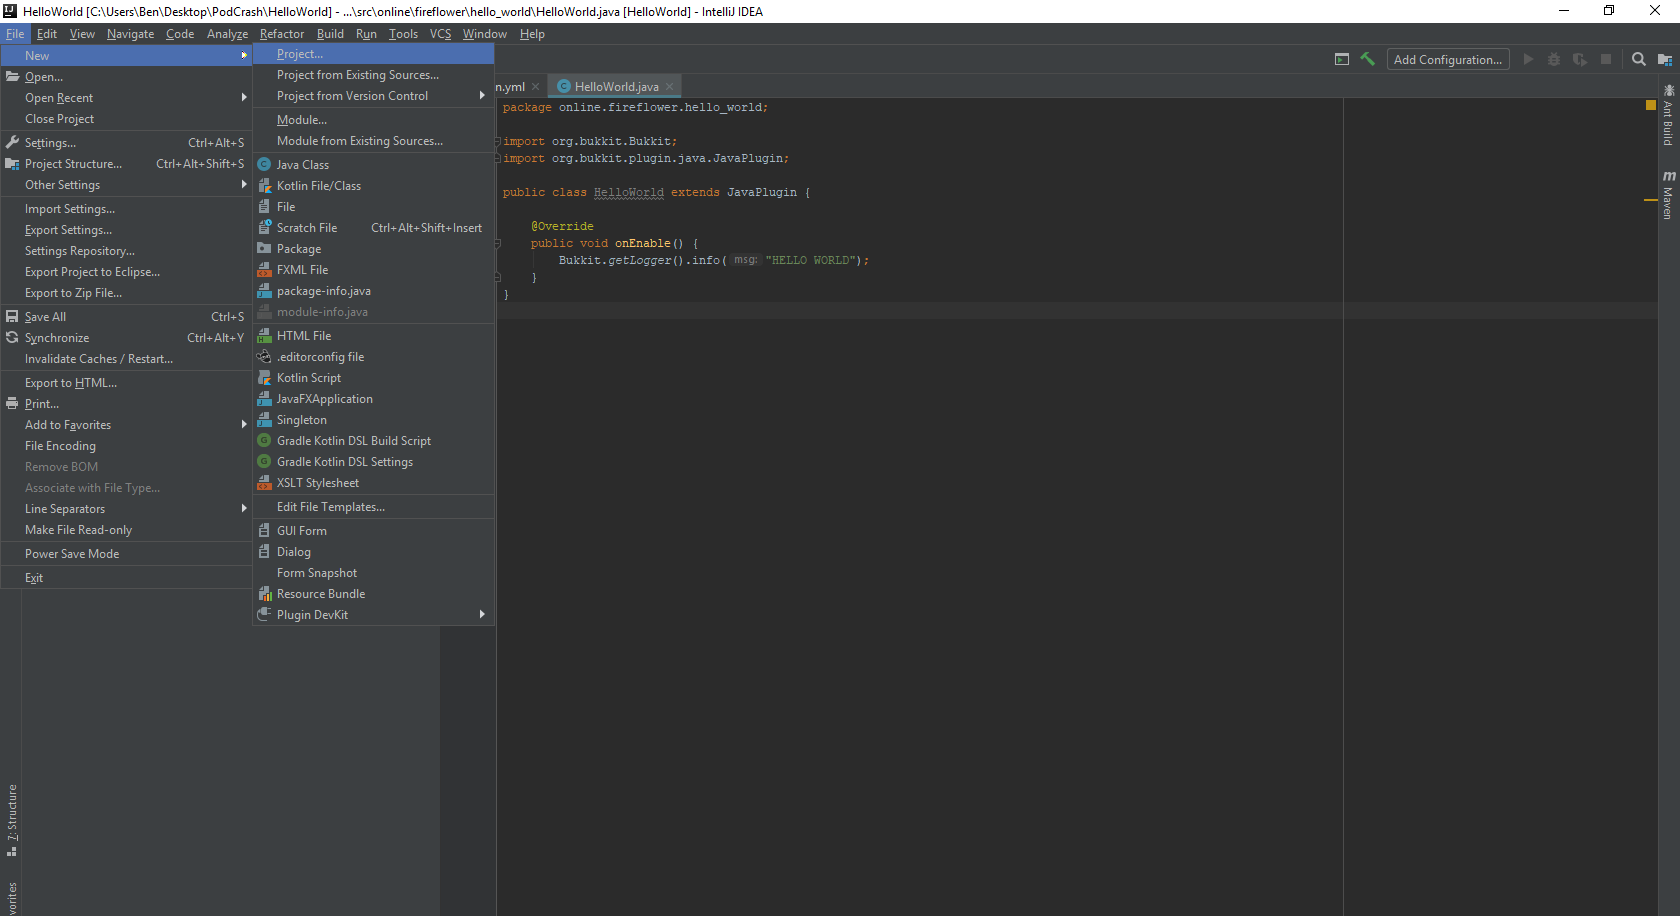 HelloWorld [C:\Users\Ben\Desktop\PodCrash\HelloWorld] - ...\src\online\fireflower\hello_world\HelloWorld.java [HelloWorld] - IntelliJ IDEA
File Edit View Navigate Code Analyze Refactor Build Run Tools VCS Window Help
New
Open...
Open Recent
Close Project
Settings... Ctrl+Alt+S
Project Structure... Ctrl+Alt+Shift+S
Other Settings
Import Settings...
Export Settings...
Settings Repository...
Export Project to Eclipse...
Export to Zip File...
Save All Ctrl+S
Synchronize Ctrl+Alt+Y
Invalidate Caches / Restart...
Export to HTML...
Print...
Add to Favorites
File Encoding
Remove BOM
Associate with File Type...
Line Separators
Make File Read-only
Power Save Mode
Exit
Project...
Project from Existing Sources...
Project from Version Control
Module...
Module from Existing Sources...
Java Class
Kotlin File/Class
File
Scratch File Ctrl+Alt+Shift+Insert
Package
FXML File
package-info.java
module-info.java
HTML File
.editorconfig file
Kotlin Script
JavaFXApplication
Singleton
Gradle Kotlin DSL Build Script
Gradle Kotlin DSL Settings
XSLT Stylesheet
Edit File Templates...
GUI Form
Dialog
Form Snapshot
Resource Bundle
Plugin DevKit
Add Configuration...
n.yml
HelloWorld.java
package online.fireflower.hello_world;
import org.bukkit.Bukkit;
import org.bukkit.plugin.java.JavaPlugin;
public class HelloWorld extends JavaPlugin {
@Override
public void onEnable() {
Bukkit.getLogger().info( msg: "HELLO WORLD");
}
}
Ant Build
m Maven
7: Structure
vorites